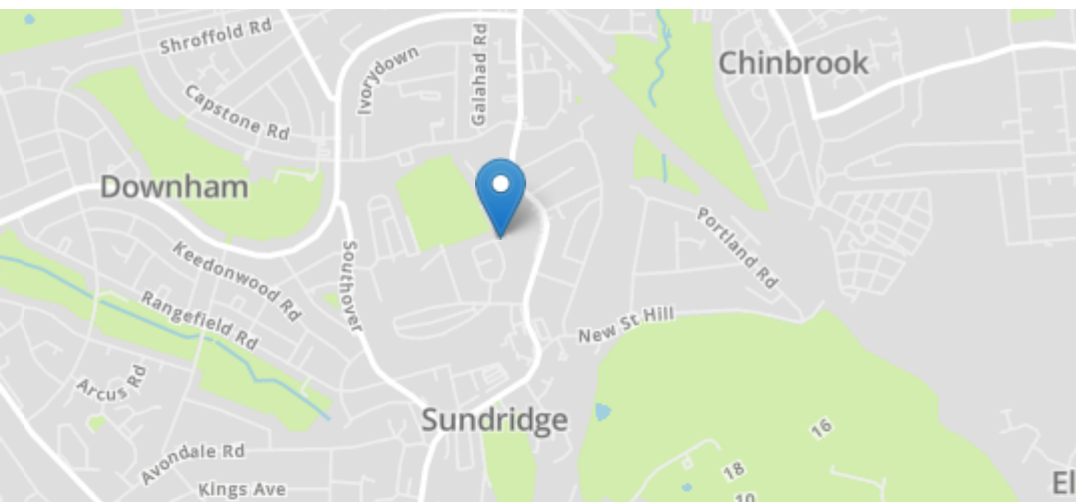 Shroffold Rd
Ivorydown
Galahad Rd
Chinbrook
Capstone Rd
Downham
Portland Rd
Keedonwood Rd
Southover
Rangefield Rd
New St Hill
Arcus Rd
Sundridge
16
Avondale Rd
18
Kings Ave
10
El